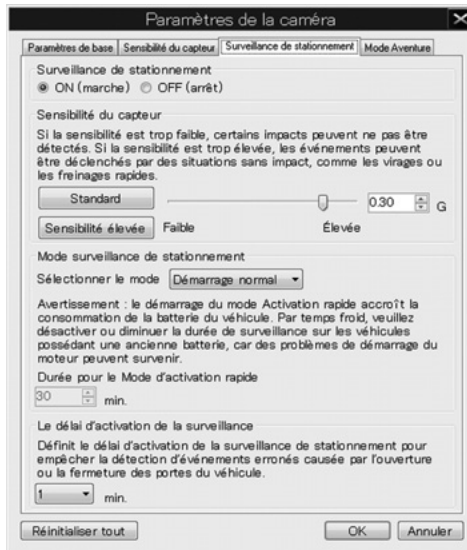 Paramètres de la caméra
Paramètres de base Sensibilité du capteur Surveillance de stationnement Mode Aventure
Surveillance de stationnement
ON (marche) OFF (arrêt)
Sensibilité du capteur
Si la sensibilité est trop faible, certains impacts peuvent ne pas être
détectés. Si la sensibilité est trop élevée, les événements peuvent
être déclenchés par des situations sans impact, comme les virages ou
les freinages rapides.
Standard 0.30 G
Sensibilité élevée Faible Élevée
Mode surveillance de stationnement
Sélectionner le mode Démarrage normal
Avertissement : le démarrage du mode Activation rapide accroît la
consommation de la batterie du véhicule. Par temps froid, veuillez
désactiver ou diminuer la durée de surveillance sur les véhicules
possédant une ancienne batterie, car des problèmes de démarrage du
moteur peuvent survenir.
Durée pour le Mode d'activation rapide
30 min.
Le délai d'activation de la surveillance
Définit le délai d'activation de la surveillance de stationnement pour
empêcher la détection d'événements erronés causée par l'ouverture
ou la fermeture des portes du véhicule.
1 min.
Réinitialiser tout OK Annuler